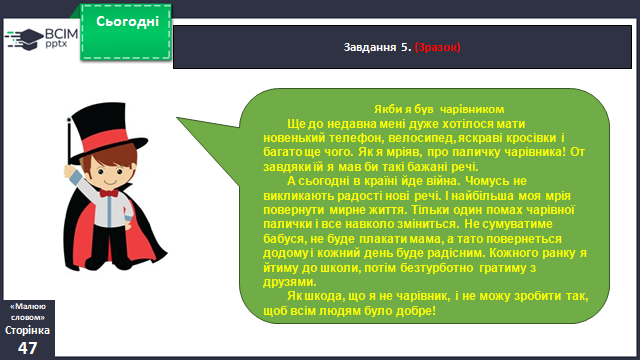 Сьогодні
ВСІМ
pptx
Завдання 5. (Зразок)
Якби я був чарівником
Ще до недавна мені дуже хотілося мати
новенький телефон, велосипед, яскраві кросівки і
багато ще чого. Як я мріяв, про паличку чарівника! От
завдяки їй я мав би такі бажані речі.
А сьогодні в країні йде війна. Чомусь не
викликають радості нові речі. І найбільша моя мрія
повернути мирне життя. Тільки один помах чарівної
палички і все навколо зміниться. Не сумуватиме
бабуся, не буде плакати мама, а тато повернеться
додому і кожний день буде радісним. Кожного ранку я
йтиму до школи, потім безтурботно гратиму з
друзями.
Як шкода, що я не чарівник, і не можу зробити так,
щоб всім людям було добре!
«Малюю
словом»
Сторінка
47